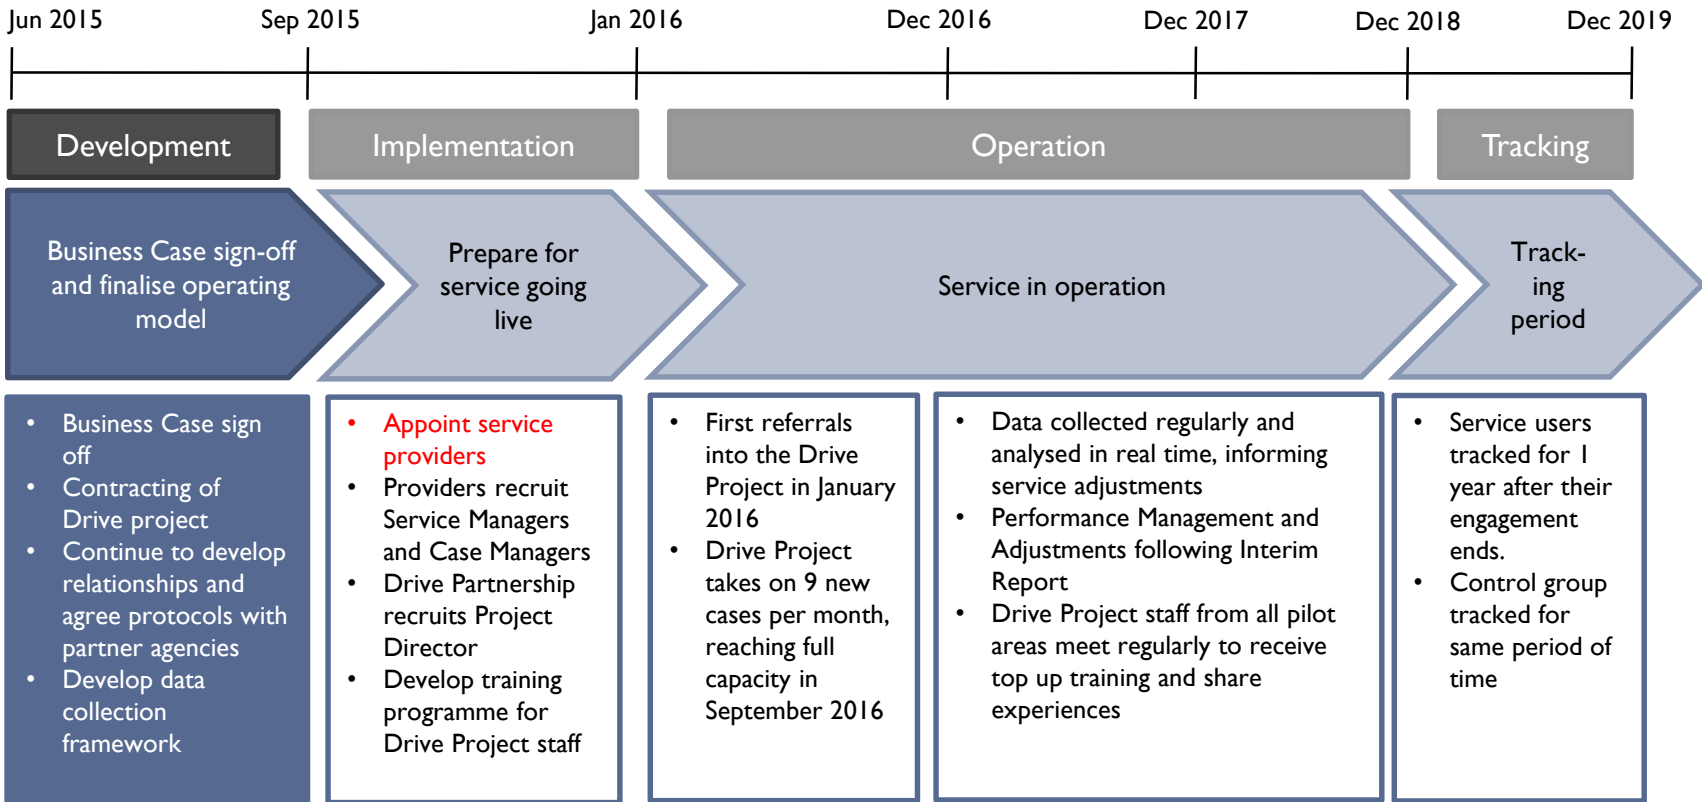 Jun 2015
Sep 2015
Jan 2016
Dec 2016
Dec 2017
Dec 2018
Dec 2019
Development
Implementation
Operation
Tracking
Business Case sign-off
and finalise operating
model
Prepare for
service going
live
Service in operation
Track-
ing
period
• Business Case sign
off
• Contracting of
Drive project
• Continue to develop
relationships and
agree protocols with
partner agencies
• Develop data
collection
framework
• Appoint service
providers
• Providers recruit
Service Managers
and Case Managers
• Drive Partnership
recruits Project
Director
• Develop training
programme for
Drive Project staff
• First referrals
into the Drive
Project in January
2016
• Drive Project
takes on 9 new
cases per month,
reaching full
capacity in
September 2016
• Data collected regularly and
analysed in real time, informing
service adjustments
• Performance Management and
Adjustments following Interim
Report
• Drive Project staff from all pilot
areas meet regularly to receive
top up training and share
experiences
• Service users
tracked for 1
year after their
engagement
ends.
• Control group
tracked for
same period of
time